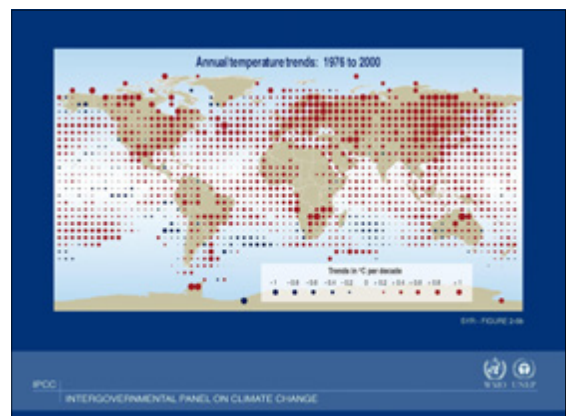 Annual temperature trends: 1976 to 2000
Trends in °C per decade
-1 -0.8 -0.6 -0.4 -0.2 0 +0.2 +0.4 +0.6 +0.8 +1
SYR - FIGURE 2-6b
WMO UNEP
IPCC
INTERGOVERNMENTAL PANEL ON CLIMATE CHANGE